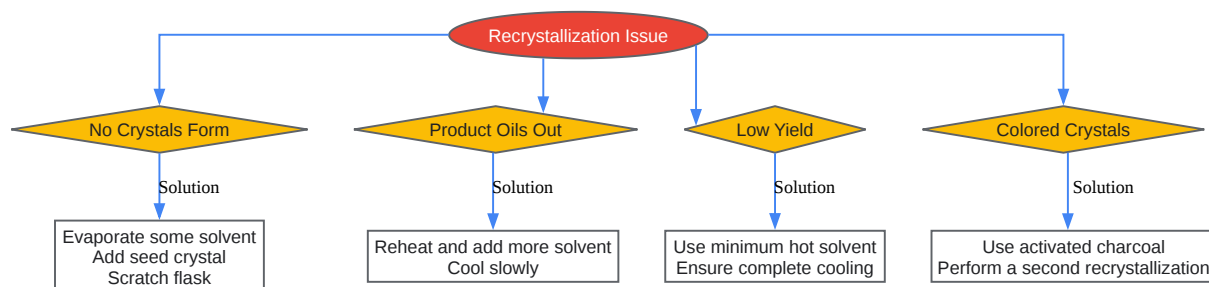 Recrystallization Issue
No Crystals Form
Product Oils Out
Low Yield
Colored Crystals
Solution
Solution
Solution
Solution
Evaporate some solvent
Add seed crystal
Scratch flask
Reheat and add more solvent
Cool slowly
Use minimum hot solvent
Ensure complete cooling
Use activated charcoal
Perform a second recrystallization